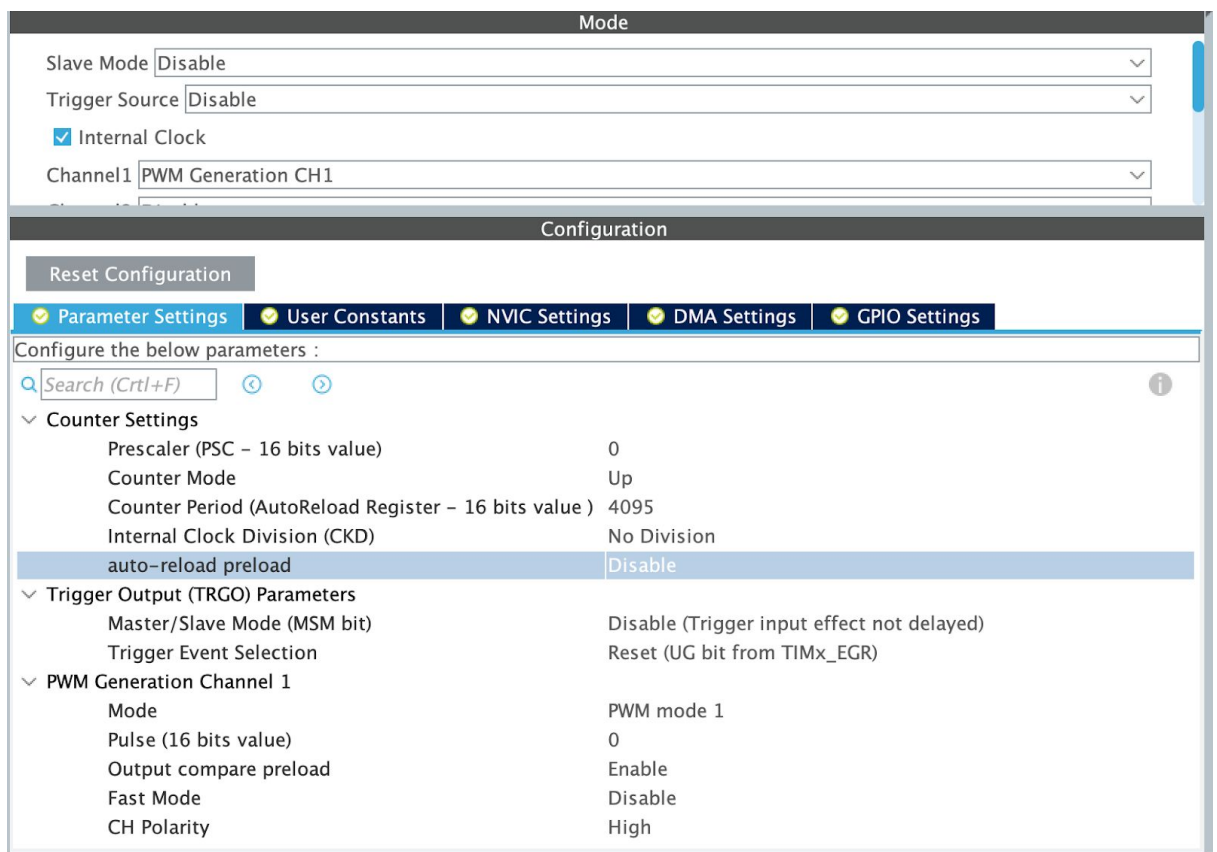 Mode
Slave Mode Disable
Trigger Source Disable
Internal Clock
Channel1 PWM Generation CH1
Configuration
Reset Configuration
Parameter Settings User Constants NVIC Settings DMA Settings GPIO Settings
Configure the below parameters :
Search (Crtl+F)
Counter Settings
Prescaler (PSC - 16 bits value) 0
Counter Mode Up
Counter Period (AutoReload Register - 16 bits value ) 4095
Internal Clock Division (CKD) No Division
auto-reload preload Disable
Trigger Output (TRGO) Parameters
Master/Slave Mode (MSM bit) Disable (Trigger input effect not delayed)
Trigger Event Selection Reset (UG bit from TIMx_EGR)
PWM Generation Channel 1
Mode PWM mode 1
Pulse (16 bits value) 0
Output compare preload Enable
Fast Mode Disable
CH Polarity High